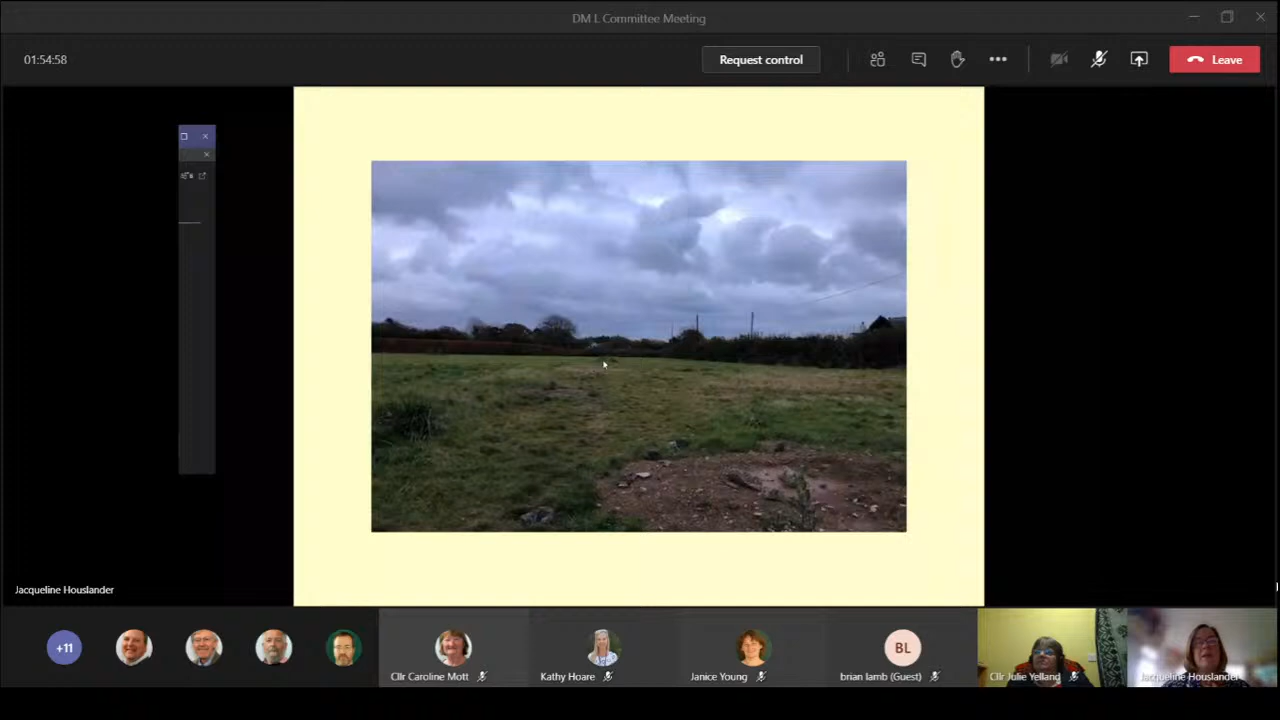 DM L Committee Meeting
01:54:58
Request control
Leave
Jacqueline Houslander
+11
Cllr Caroline Mott
Kathy Hoare
Janice Young
BL
brian lamb (Guest)
Cllr Julie Yelland
Jacqueline Houslander